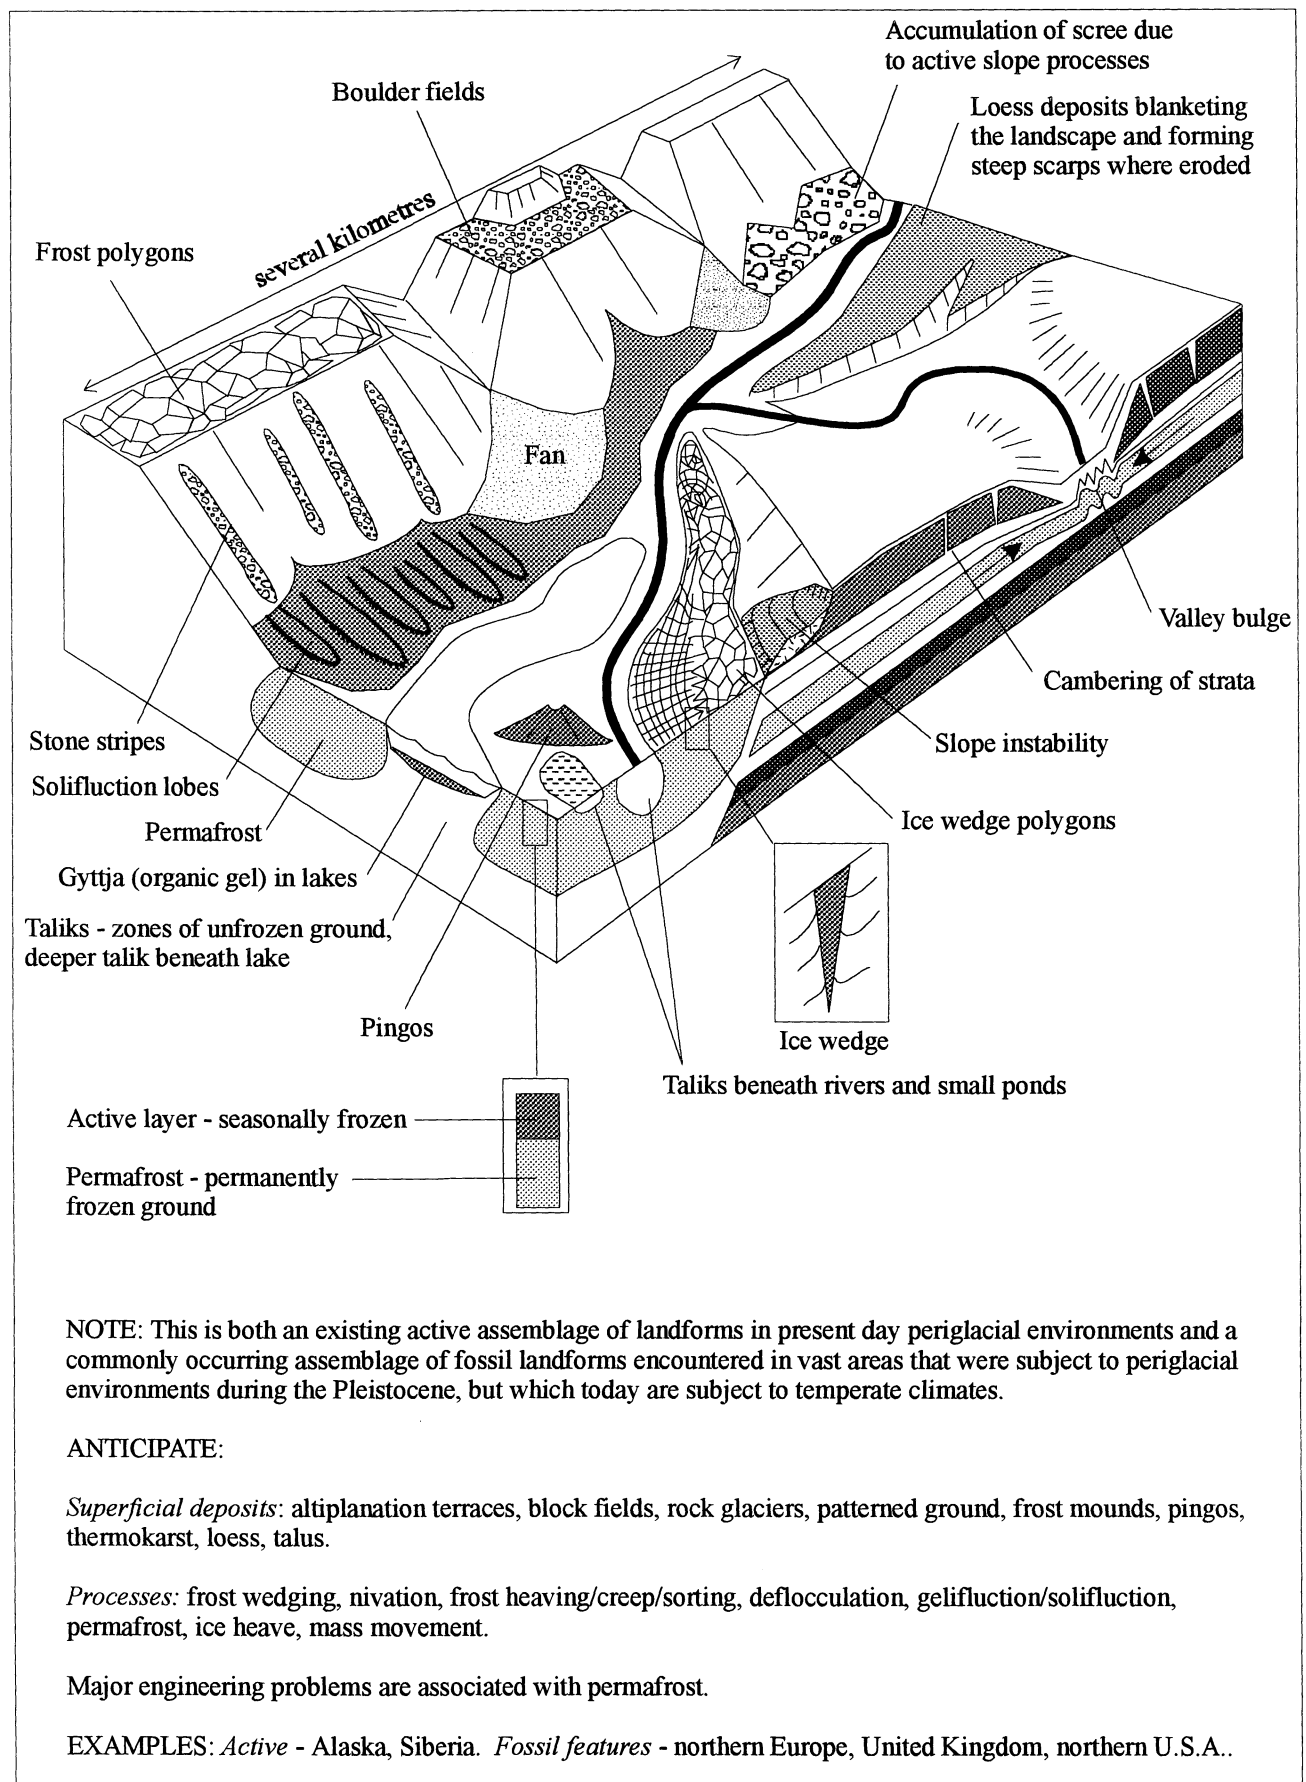 Accumulation of scree due
to active slope processes
Boulder fields
Loess deposits blanketing
the landscape and forming
steep scarps where eroded
several kilometres
Frost polygons
Fan
Valley bulge
Cambering of strata
Stone stripes
Slope instability
Solifluction lobes
Permafrost
Ice wedge polygons
Gyttja (organic gel) in lakes
Taliks - zones of unfrozen ground,
deeper talik beneath lake
Pingos
Ice wedge
Taliks beneath rivers and small ponds
Active layer - seasonally frozen
Permafrost - permanently
frozen ground
NOTE: This is both an existing active assemblage of landforms in present day periglacial environments and a
commonly occurring assemblage of fossil landforms encountered in vast areas that were subject to periglacial
environments during the Pleistocene, but which today are subject to temperate climates.
ANTICIPATE:
Superficial deposits: altiplanation terraces, block fields, rock glaciers, patterned ground, frost mounds, pingos,
thermokarst, loess, talus.
Processes: frost wedging, nivation, frost heaving/creep/sorting, deflocculation, gelifluction/solifluction,
permafrost, ice heave, mass movement.
Major engineering problems are associated with permafrost.
EXAMPLES: Active - Alaska, Siberia. Fossil features - northern Europe, United Kingdom, northern U.S.A..